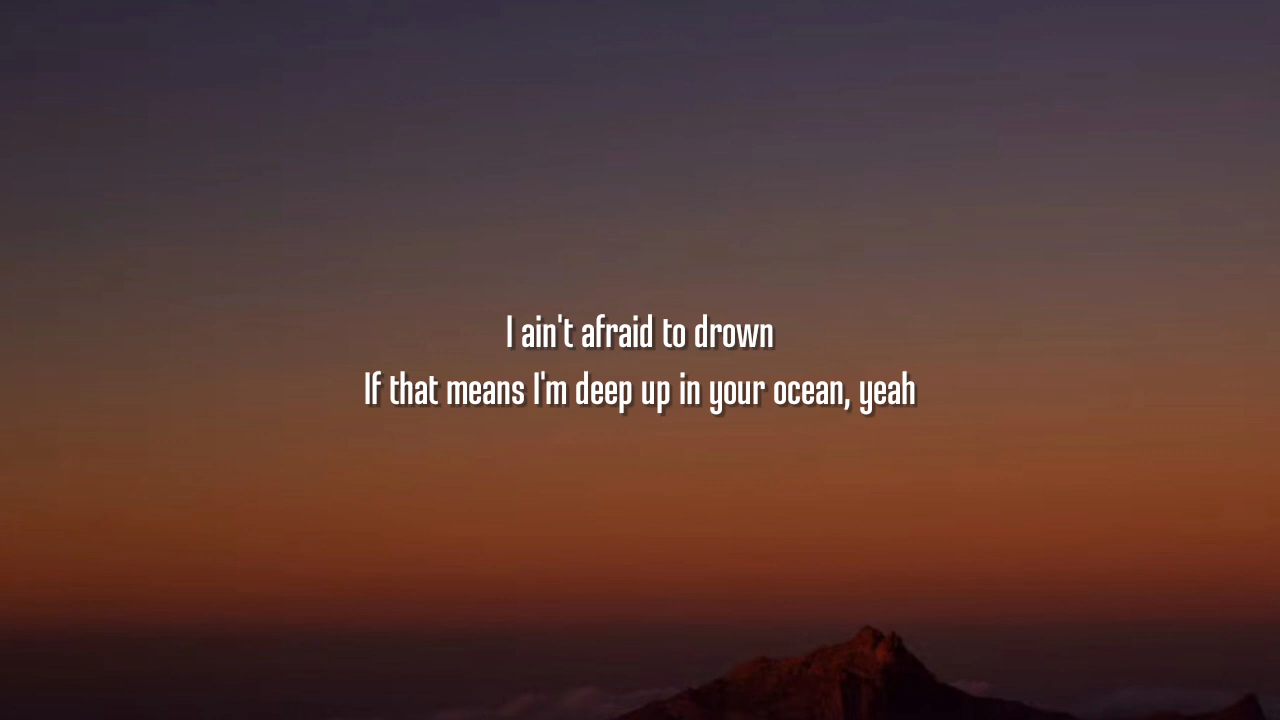 I ain't afraid to drown
If that means I'm deep up in your ocean, yeah